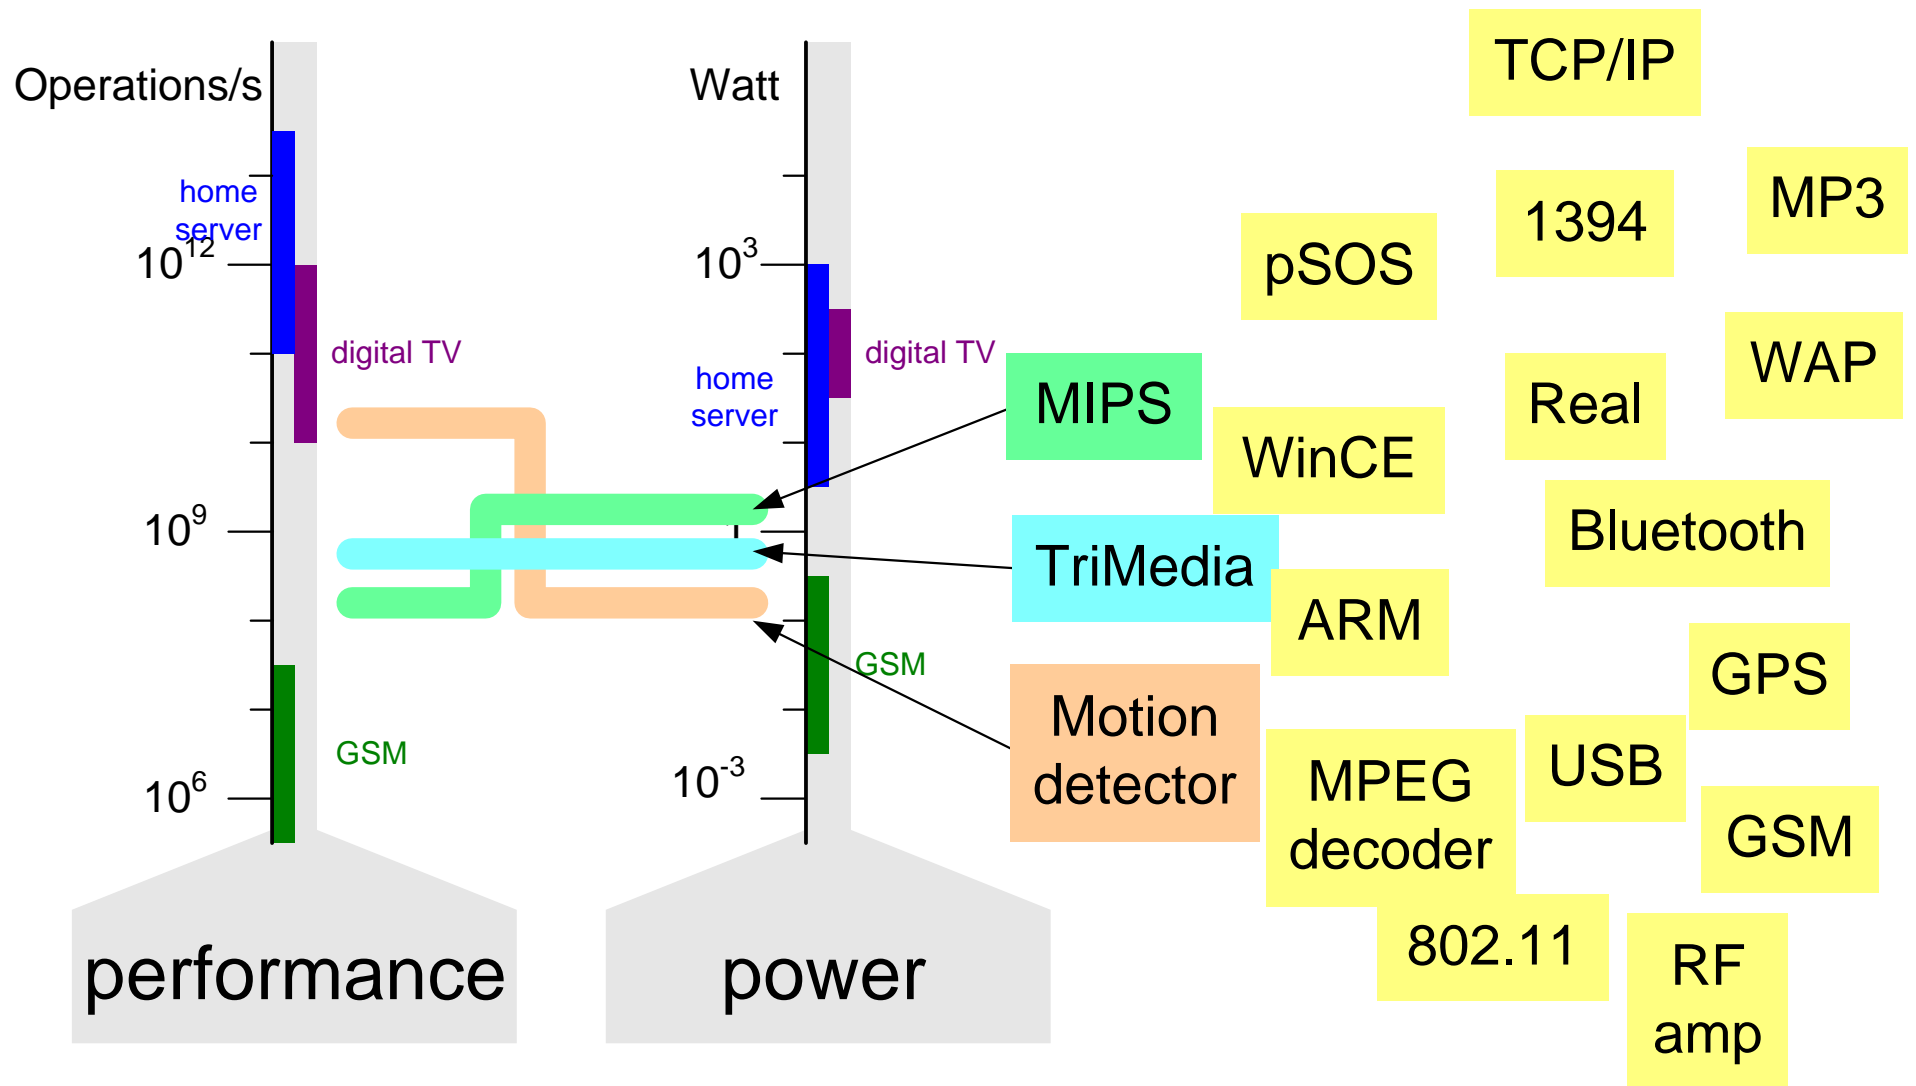 Operations/s
home
server
10¹²
digital TV
10⁹
GSM
10⁶
performance
Watt
10³
digital TV
home
server
GSM
10⁻³
power
MIPS
TriMedia
Motion
detector
TCP/IP
MP3
1394
pSOS
WAP
Real
WinCE
Bluetooth
ARM
GPS
USB
MPEG
decoder
GSM
802.11
RF
amp